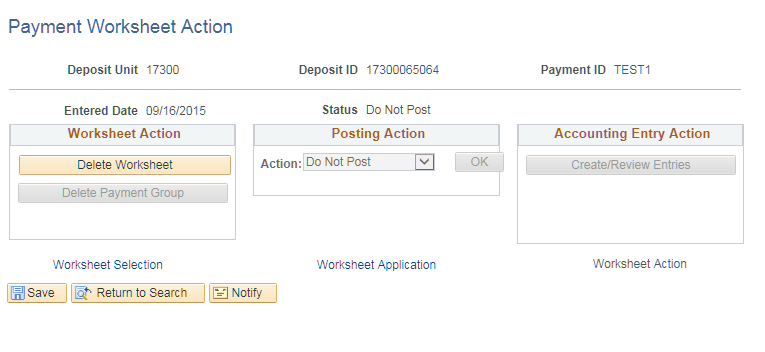 Payment Worksheet Action
Deposit Unit 17300 Deposit ID 17300065064 Payment ID TEST1
Entered Date 09/16/2015 Status Do Not Post
Worksheet Action Posting Action Accounting Entry Action
Delete Worksheet Action: Do Not Post OK Create/Review Entries
Delete Payment Group
Worksheet Selection Worksheet Application Worksheet Action
Save Return to Search Notify